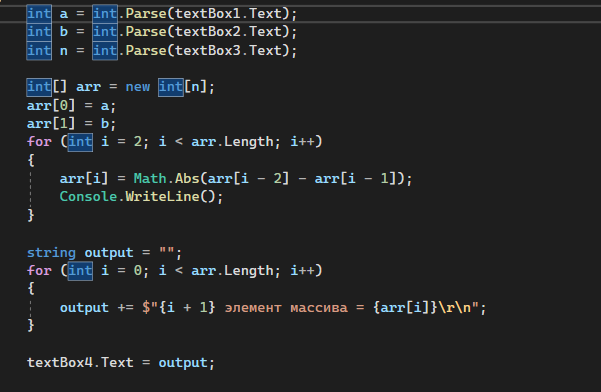 int a = int.Parse(textBox1.Text);
int b = int.Parse(textBox2.Text);
int n = int.Parse(textBox3.Text);
int[] arr = new int[n];
arr[0] = a;
arr[1] = b;
for (int i = 2; i < arr.Length; i++)
{
arr[i] = Math.Abs(arr[i - 2] - arr[i - 1]);
Console.WriteLine();
}
string output = "";
for (int i = 0; i < arr.Length; i++)
{
output += $"{i + 1} элемент массива = {arr[i]}\r\n";
}
textBox4.Text = output;